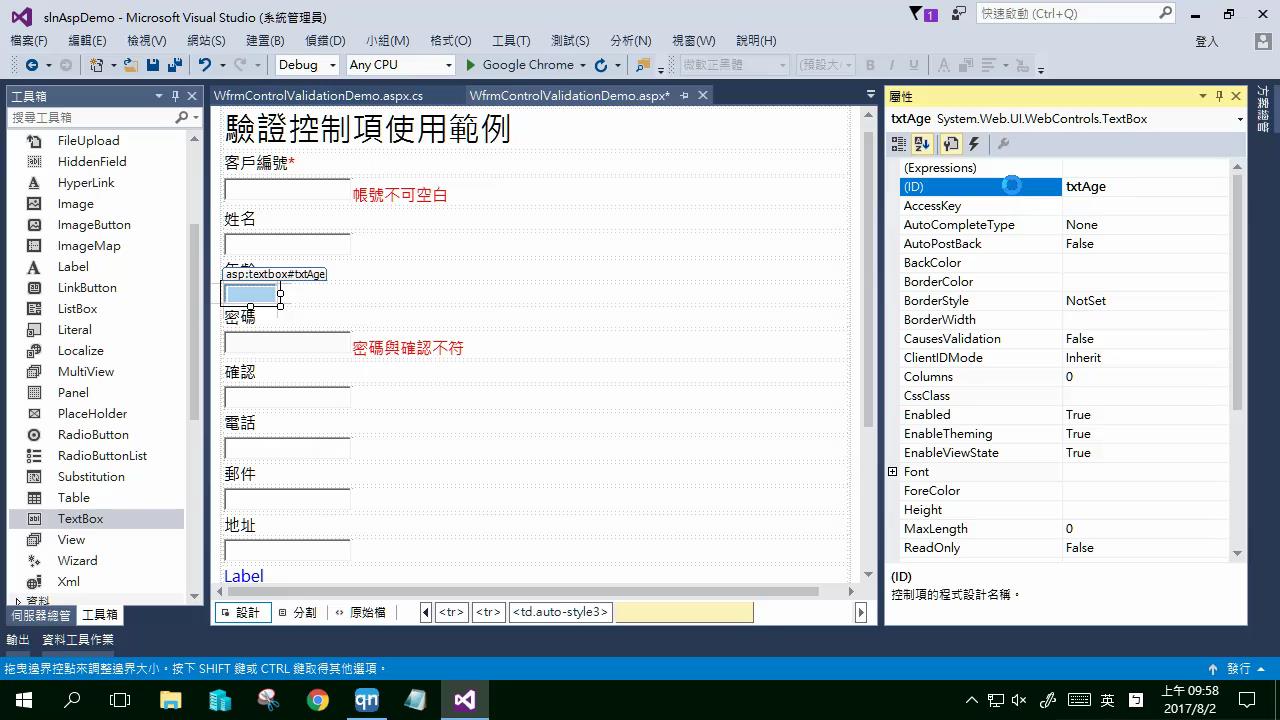 slnAspDemo - Microsoft Visual Studio (系統管理員)
1
快速啟動 (Ctrl+Q)
檔案(F) 編輯(E) 檢視(V) 網站(S) 建置(B) 偵錯(D) 小組(M) 格式(O) 工具(T) 測試(S) 分析(N) 視窗(W) 說明(H) 登入
Debug Any CPU Google Chrome 微軟正黑體 (預設大 B I U A
工具箱
搜尋工具箱
FileUpload
HiddenField
HyperLink
Image
ImageButton
ImageMap
Label
LinkButton
ListBox
Literal
Localize
MultiView
Panel
PlaceHolder
RadioButton
RadioButtonList
Substitution
Table
TextBox
View
Wizard
Xml
資料
伺服器總管 工具箱
WfrmControlValidationDemo.aspx.cs WfrmControlValidationDemo.aspx*
驗證控制項使用範例
客戶編號*
帳號不可空白
姓名
asp:textbox#txtAge
密碼
密碼與確認不符
確認
電話
郵件
地址
Label
設計 分割 原始檔 <tr> <tr> <td.auto-style3>
屬性
txtAge System.Web.UI.WebControls.TextBox
(Expressions)
(ID) txtAge
AccessKey
AutoCompleteType None
AutoPostBack False
BackColor
BorderColor
BorderStyle NotSet
BorderWidth
CausesValidation False
ClientIDMode Inherit
Columns 0
CssClass
Enabled True
EnableTheming True
EnableViewState True
Font
ForeColor
Height
MaxLength 0
ReadOnly False
(ID)
控制項的程式設計名稱。
方案總管
輸出 資料工具作業
拖曳邊界控點來調整邊界大小。按下 SHIFT 鍵或 CTRL 鍵取得其他選項。
發行
qn
英
上午 09:58
2017/8/2